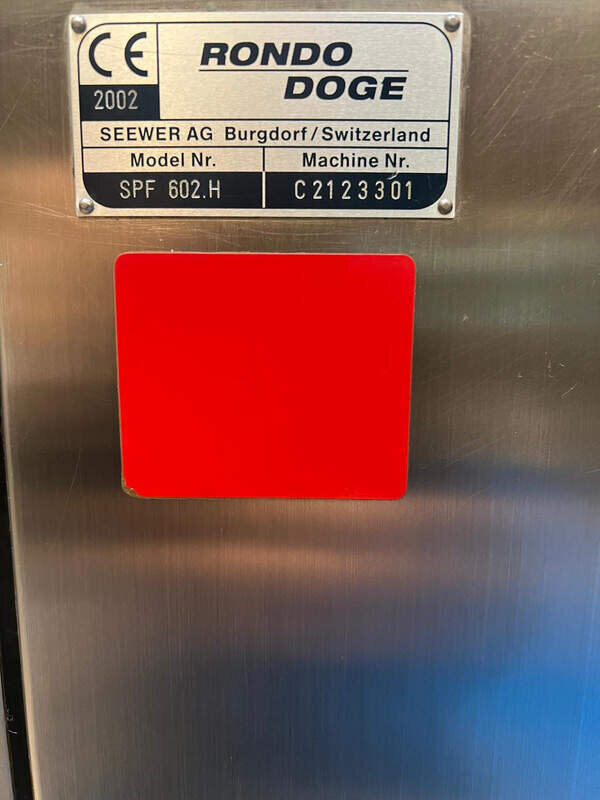 CE
RONDO
DOGE
2002
SEEWER AG Burgdorf/Switzerland
Model Nr. Machine Nr.
SPF 602.H C2123301